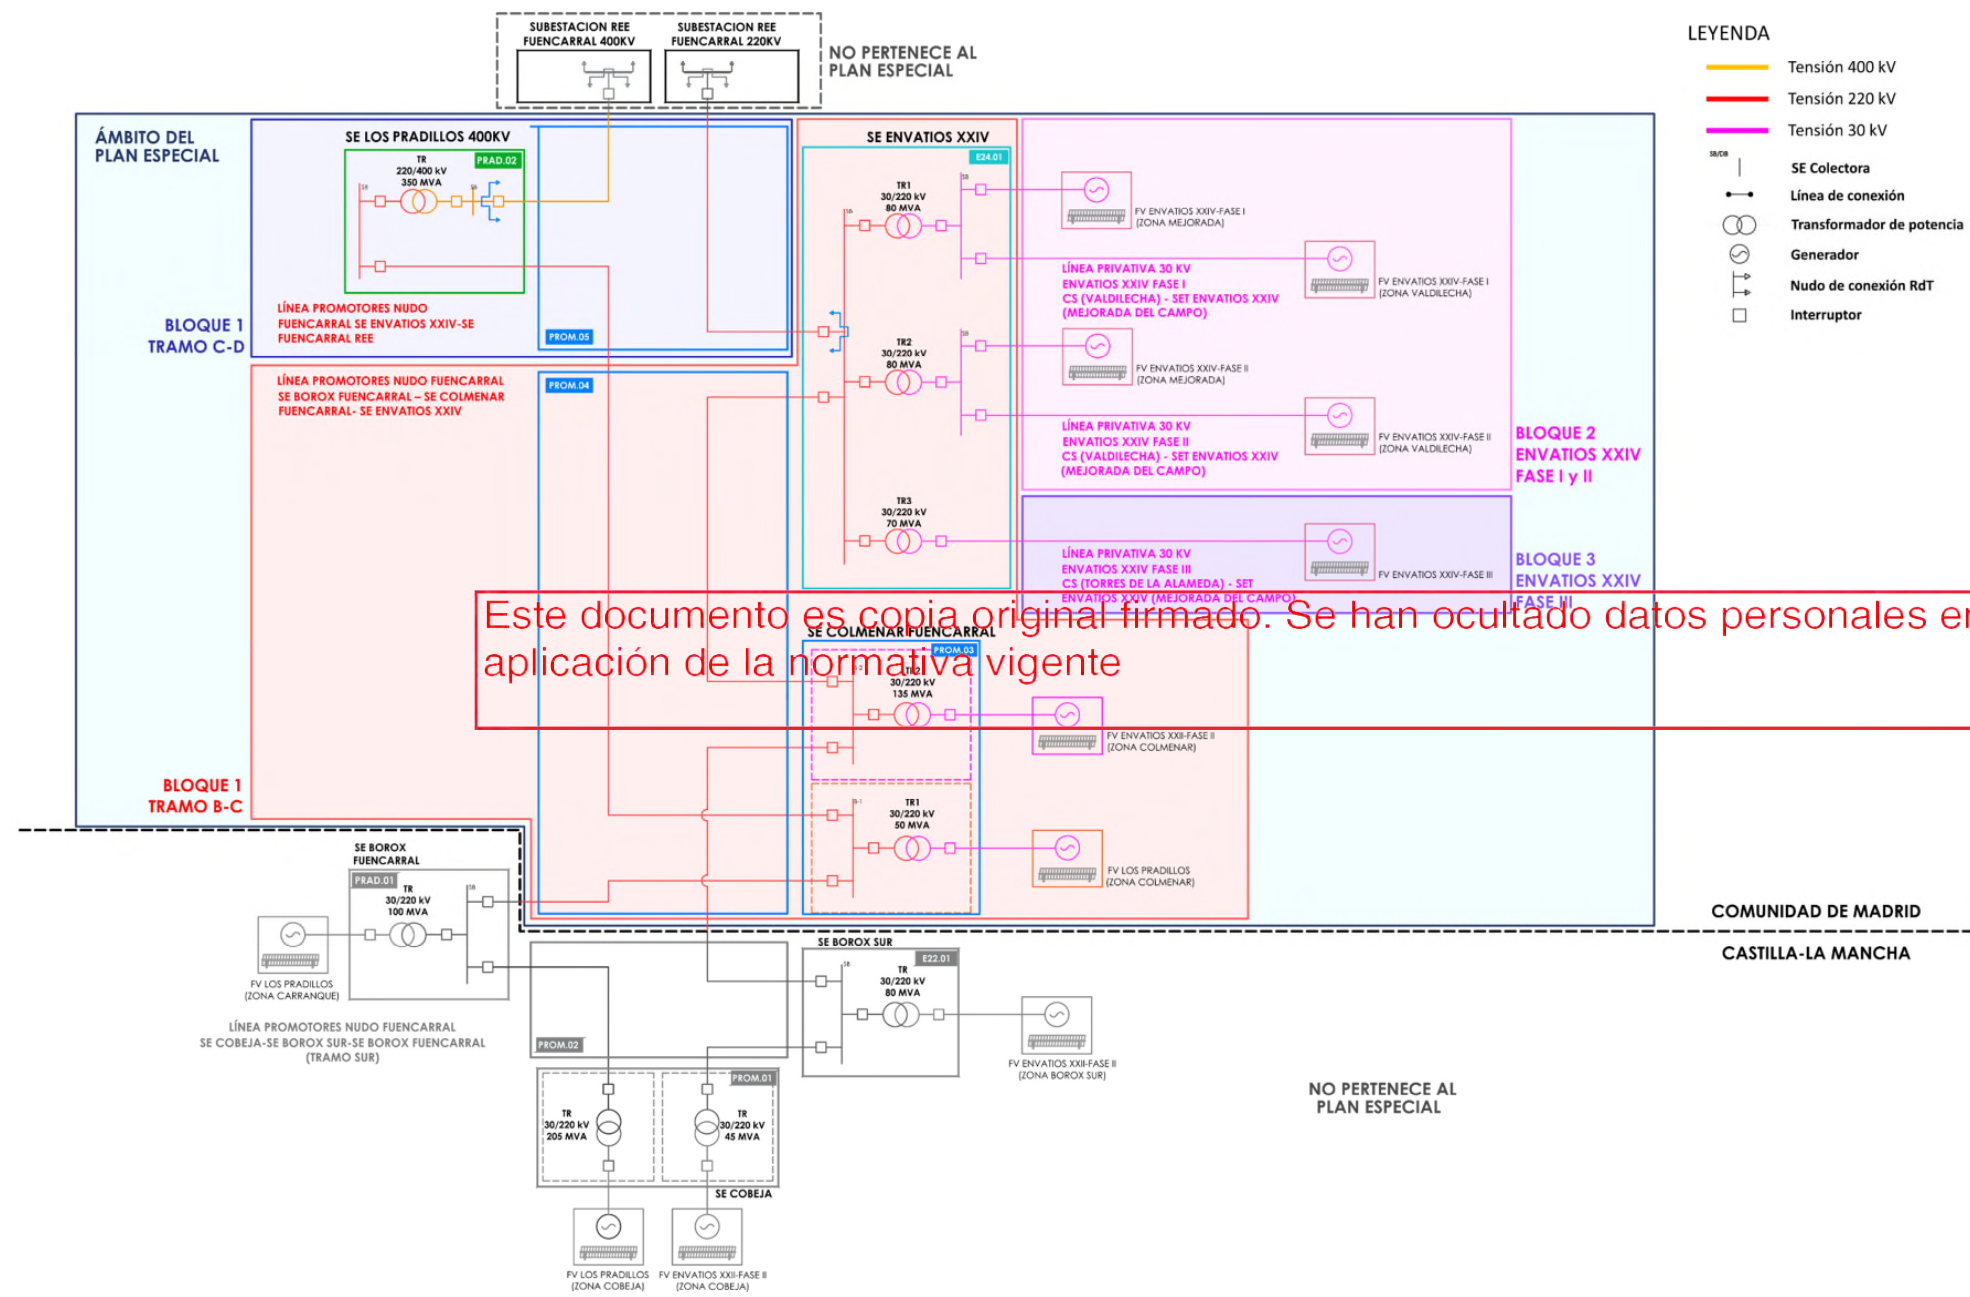 SUBESTACION REE
FUENCARRAL 400KV
SUBESTACION REE
FUENCARRAL 220KV
NO PERTENECE AL
PLAN ESPECIAL
LEYENDA
Tensión 400 kV
Tensión 220 kV
Tensión 30 kV
SB/DB
SE Colectora
Línea de conexión
Transformador de potencia
Generador
Nudo de conexión RdT
Interruptor
ÁMBITO DEL
PLAN ESPECIAL
SE LOS PRADILLOS 400KV
PRAD.02
TR
220/400 kV
350 MVA
SB
SB
LÍNEA PROMOTORES NUDO
FUENCARRAL SE ENVATIOS XXIV-SE
FUENCARRAL REE
BLOQUE 1
TRAMO C-D
PROM.05
SE ENVATIOS XXIV
E24.01
TR1
30/220 kV
80 MVA
SB
SB
TR2
30/220 kV
80 MVA
SB
TR3
30/220 kV
70 MVA
FV ENVATIOS XXIV-FASE I
(ZONA MEJORADA)
LÍNEA PRIVATIVA 30 KV
ENVATIOS XXIV FASE I
CS (VALDILECHA) - SET ENVATIOS XXIV
(MEJORADA DEL CAMPO)
FV ENVATIOS XXIV-FASE I
(ZONA VALDILECHA)
FV ENVATIOS XXIV-FASE II
(ZONA MEJORADA)
LÍNEA PRIVATIVA 30 KV
ENVATIOS XXIV FASE II
CS (VALDILECHA) - SET ENVATIOS XXIV
(MEJORADA DEL CAMPO)
FV ENVATIOS XXIV-FASE II
(ZONA VALDILECHA)
BLOQUE 2
ENVATIOS XXIV
FASE I y II
LÍNEA PRIVATIVA 30 KV
ENVATIOS XXIV FASE III
CS (TORRES DE LA ALAMEDA) - SET
ENVATIOS XXIV (MEJORADA DEL CAMPO)
FV ENVATIOS XXIV-FASE III
BLOQUE 3
ENVATIOS XXIV
FASE III
LÍNEA PROMOTORES NUDO FUENCARRAL
SE BOROX FUENCARRAL – SE COLMENAR
FUENCARRAL- SE ENVATIOS XXIV
PROM.04
BLOQUE 1
TRAMO B-C
Este documento es copia original firmado. Se han ocultado datos personales en
aplicación de la normativa vigente
SE COLMENAR FUENCARRAL
PROM.03
TR2
30/220 kV
135 MVA
FV ENVATIOS XXII-FASE II
(ZONA COLMENAR)
TR1
30/220 kV
50 MVA
FV LOS PRADILLOS
(ZONA COLMENAR)
SE BOROX
FUENCARRAL
PRAD.01
TR
30/220 kV
100 MVA
SB
FV LOS PRADILLOS
(ZONA CARRANQUE)
LÍNEA PROMOTORES NUDO FUENCARRAL
SE COBEJA-SE BOROX SUR-SE BOROX FUENCARRAL
(TRAMO SUR)
PROM.02
SE BOROX SUR
E22.01
SB
TR
30/220 kV
80 MVA
FV ENVATIOS XXII-FASE II
(ZONA BOROX SUR)
COMUNIDAD DE MADRID
CASTILLA-LA MANCHA
NO PERTENECE AL
PLAN ESPECIAL
PROM.01
TR
30/220 kV
205 MVA
TR
30/220 kV
45 MVA
SE COBEJA
FV LOS PRADILLOS
(ZONA COBEJA)
FV ENVATIOS XXII-FASE II
(ZONA COBEJA)